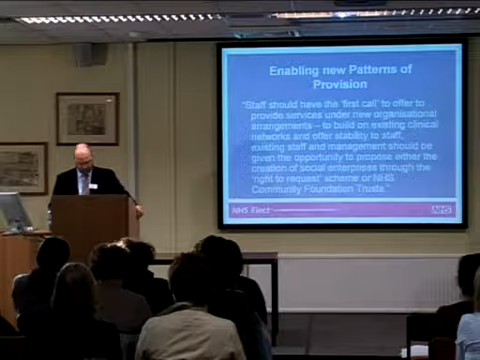 Enabling new Patterns of
Provision
"Staff should have the 'first call' to offer to
provide services under new organisational
arrangements – to build on existing clinical
networks and offer stability to staff,
existing staff and management should be
given the opportunity to propose either the
creation of social enterprises through the
'right to request' scheme or NHS
Community Foundation Trusts."
NHS Elect
NHS